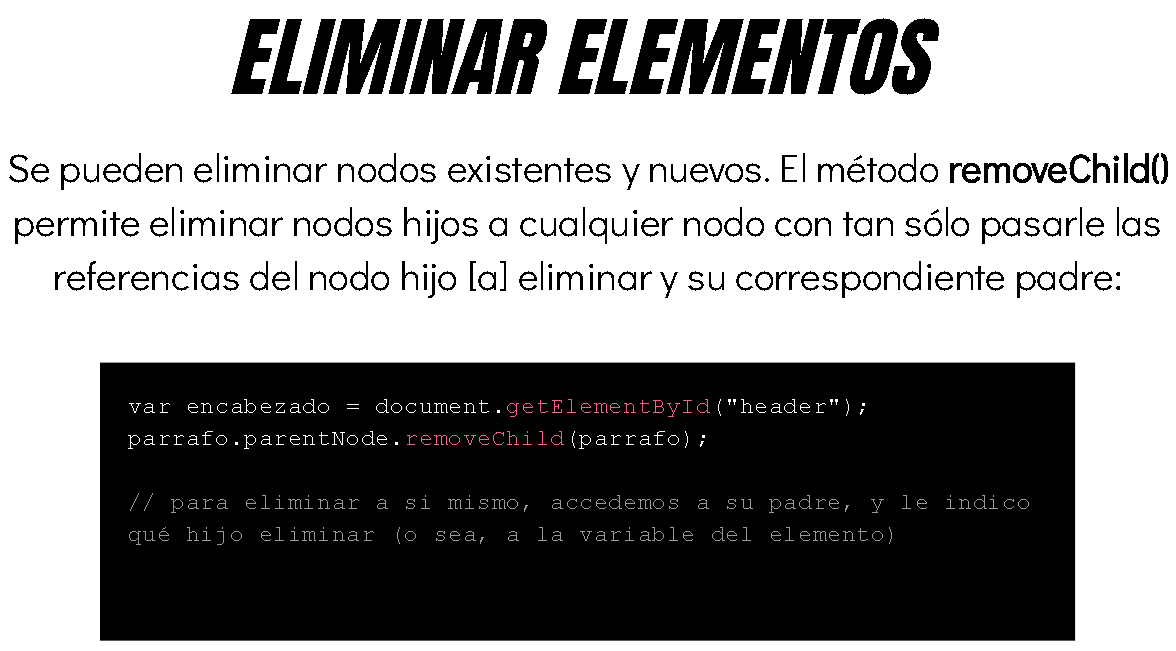 ELIMINAR ELEMENTOS
Se pueden eliminar nodos existentes y nuevos. El método removeChild()
permite eliminar nodos hijos a cualquier nodo con tan sólo pasarle las
referencias del nodo hijo [a] eliminar y su correspondiente padre:
var encabezado = document.getElementById("header");
parrafo.parentNode.removeChild(parrafo);
// para eliminar a si mismo, accedemos a su padre, y le indico
qué hijo eliminar (o sea, a la variable del elemento)